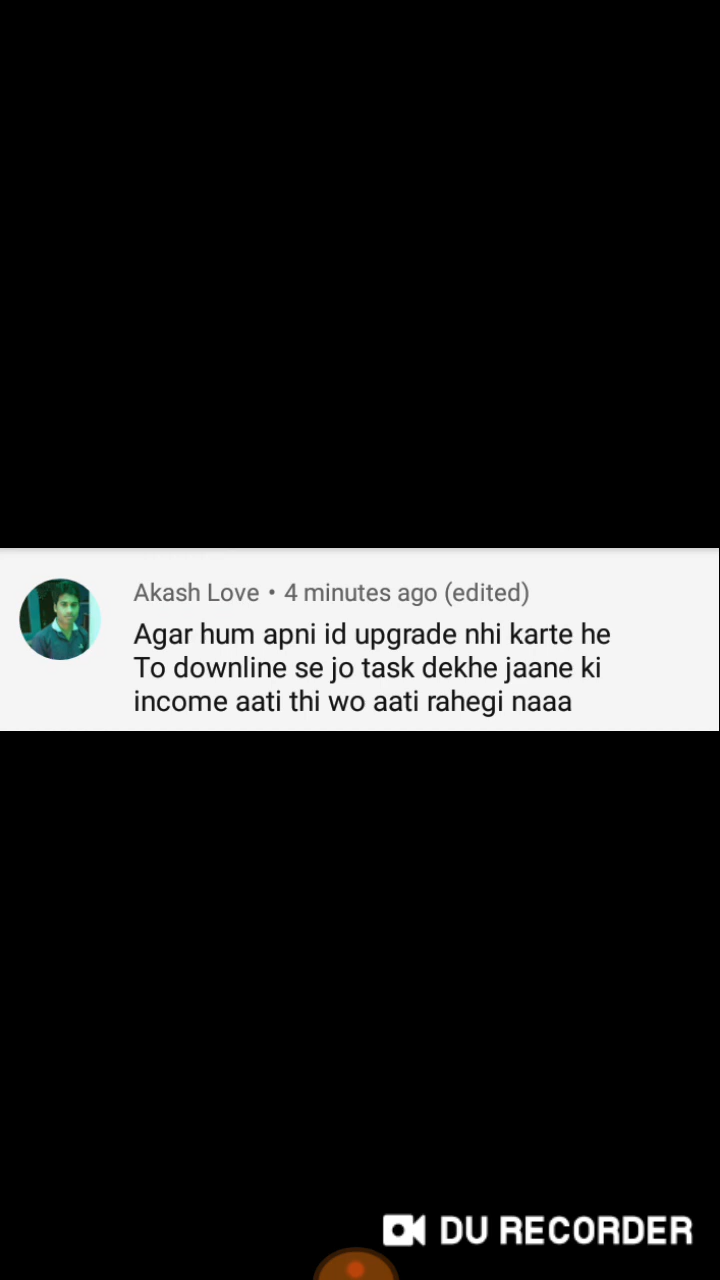 Akash Love • 4 minutes ago (edited)
Agar hum apni id upgrade nhi karte he
To downline se jo task dekhe jaane ki
income aati thi wo aati rahegi naaa
DU RECORDER